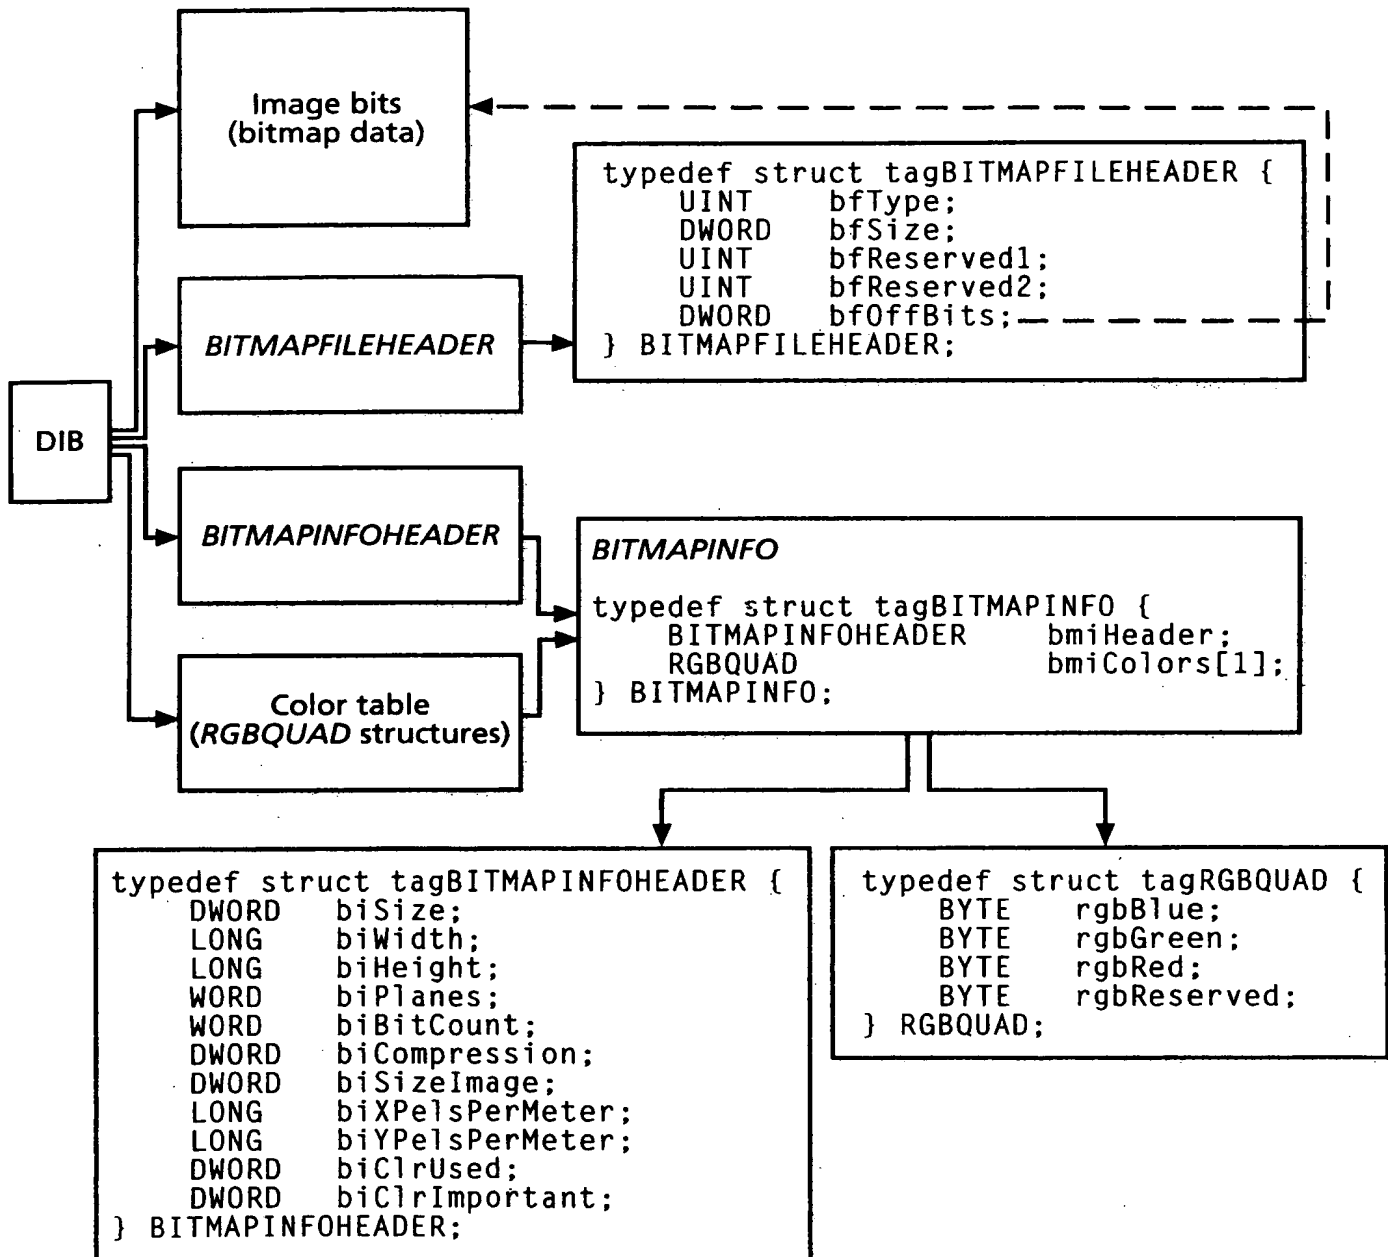 Image bits
(bitmap data)
typedef struct tagBITMAPFILEHEADER {
UINT bfType;
DWORD bfSize;
UINT bfReserved1;
UINT bfReserved2;
DWORD bfOffBits;
} BITMAPFILEHEADER;
BITMAPFILEHEADER
DIB
BITMAPINFOHEADER
BITMAPINFO
typedef struct tagBITMAPINFO {
BITMAPINFOHEADER bmiHeader;
RGBQUAD bmiColors[1];
} BITMAPINFO;
Color table
(RGBQUAD structures)
typedef struct tagBITMAPINFOHEADER {
DWORD biSize;
LONG biWidth;
LONG biHeight;
WORD biPlanes;
WORD biBitCount;
DWORD biCompression;
DWORD biSizeImage;
LONG biXPelsPerMeter;
LONG biYPelsPerMeter;
DWORD biClrUsed;
DWORD biClrImportant;
} BITMAPINFOHEADER;
typedef struct tagRGBQUAD {
BYTE rgbBlue;
BYTE rgbGreen;
BYTE rgbRed;
BYTE rgbReserved;
} RGBQUAD;